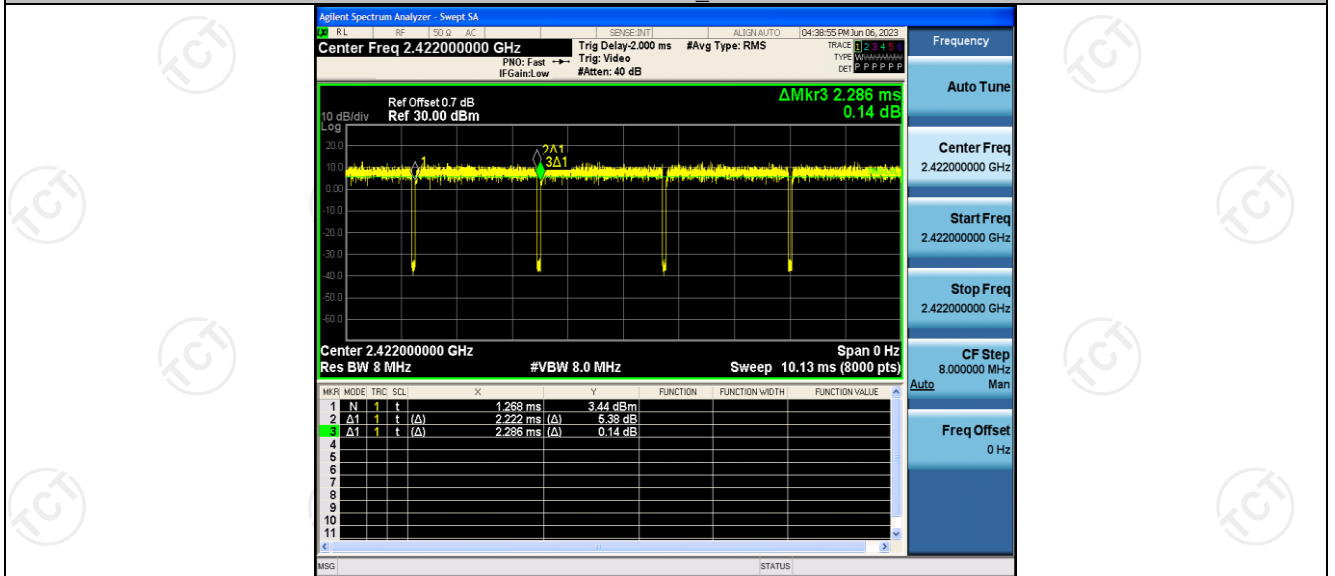 Agilent Spectrum Analyzer - Swept SA
RL RF 50 Ω AC SENSE:INT ALIGN AUTO 04:38:55 PM Jun 06, 2023
Center Freq 2.422000000 GHz Trig Delay-2.000 ms #Avg Type: RMS TRACE 1 2 3 4 5 6
PNO: Fast Trig: Video TYPE W
IFGain:Low #Atten: 40 dB DET P P P P P P
Frequency
Auto Tune
ΔMkr3 2.286 ms
0.14 dB
Ref Offset 0.7 dB
10 dB/div Ref 30.00 dBm
Log
20.0
10.0
0.00
-10.0
-20.0
-30.0
-40.0
-50.0
-60.0
1
2Δ1
3Δ1
Center 2.422000000 GHz Span 0 Hz
Res BW 8 MHz #VBW 8.0 MHz Sweep 10.13 ms (8000 pts)
MKR MODE TRC SCL X Y FUNCTION FUNCTION WIDTH FUNCTION VALUE
1 N 1 t 1.268 ms 3.44 dBm
2 Δ1 1 t (Δ) 2.222 ms (Δ) 5.38 dB
3 Δ1 1 t (Δ) 2.286 ms (Δ) 0.14 dB
4
5
6
7
8
9
10
11
Center Freq
2.422000000 GHz
Start Freq
2.422000000 GHz
Stop Freq
2.422000000 GHz
CF Step
8.000000 MHz
Auto Man
Freq Offset
0 Hz
MSG STATUS
TCT
TCT
TCT
TCT
TCT
TCT
TCT
TCT